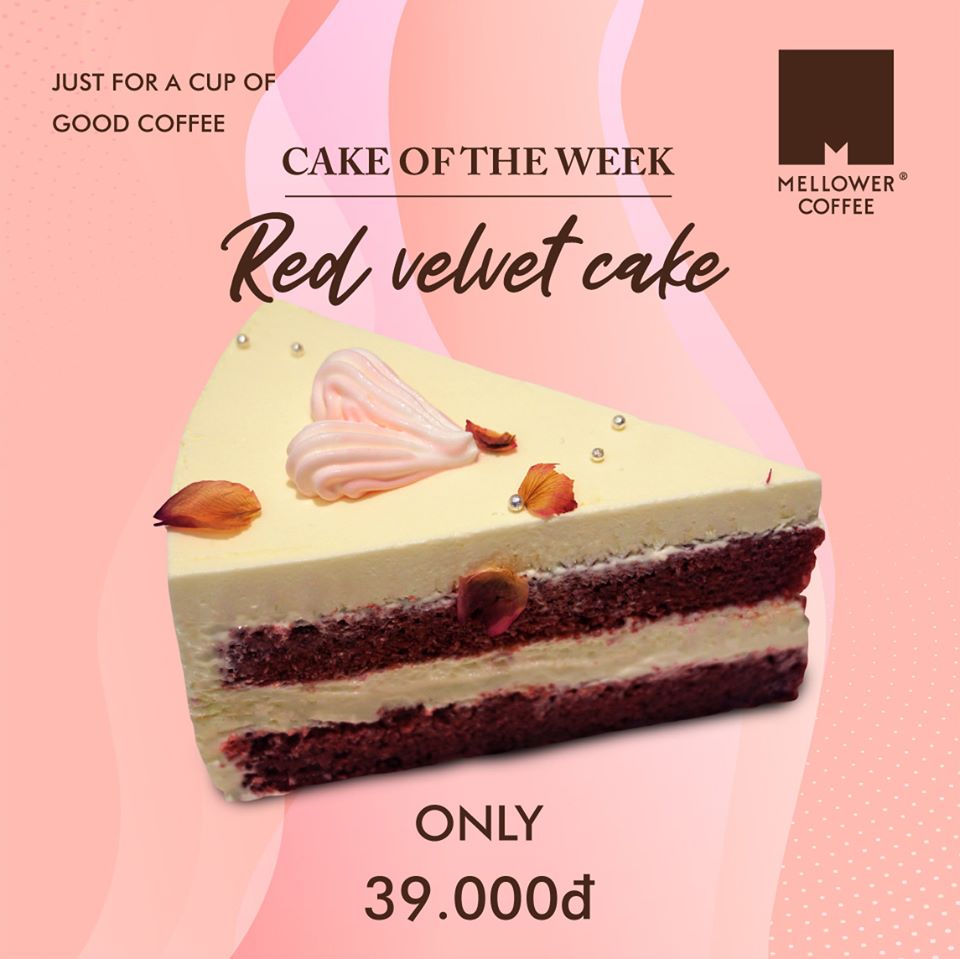 JUST FOR A CUP OF
GOOD COFFEE
CAKE OF THE WEEK
Red velvet cake
MELLOWER®
COFFEE
ONLY
39.000đ